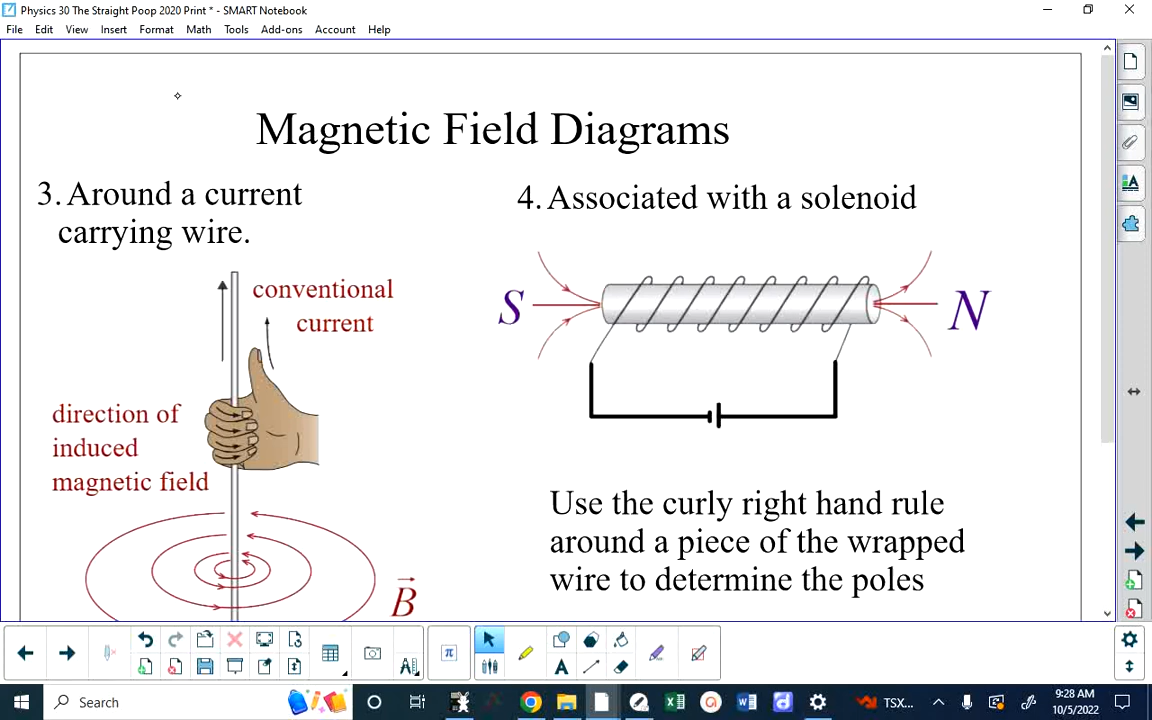 Physics 30 The Straight Poop 2020 Print * - SMART Notebook
File Edit View Insert Format Math Tools Add-ons Account Help
Magnetic Field Diagrams
3. Around a current
carrying wire.
4. Associated with a solenoid
conventional
current
S
N
direction of
induced
magnetic field
B
Use the curly right hand rule
around a piece of the wrapped
wire to determine the poles
π
A
Search
TSX...
9:28 AM
10/5/2022